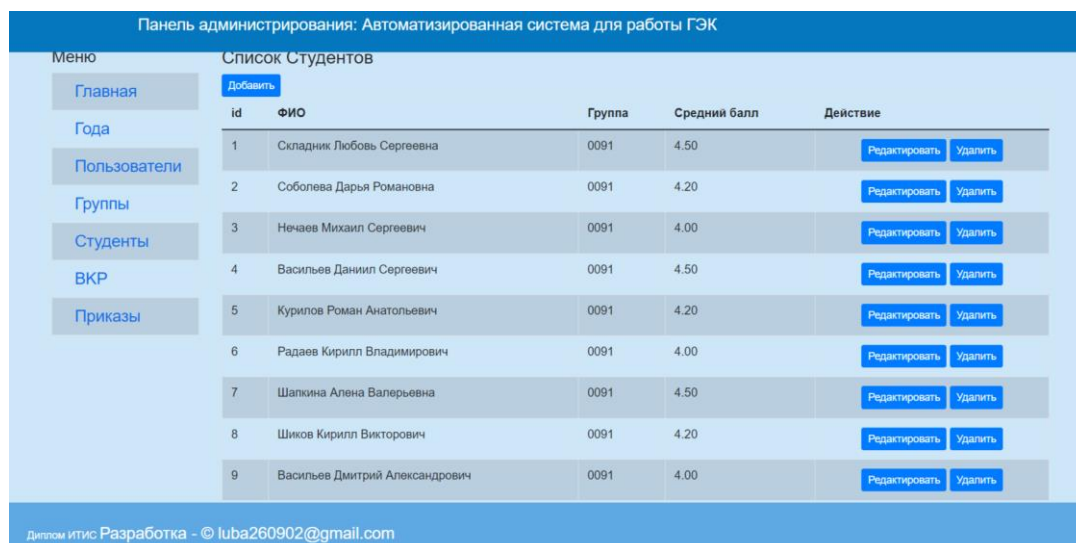 Панель администрирования: Автоматизированная система для работы ГЭК
Меню
Главная
Года
Пользователи
Группы
Студенты
ВКР
Приказы
Список Студентов
Добавить
id ФИО Группа Средний балл Действие
1 Складник Любовь Сергеевна 0091 4.50 Редактировать Удалить
2 Соболева Дарья Романовна 0091 4.20 Редактировать Удалить
3 Нечаев Михаил Сергеевич 0091 4.00 Редактировать Удалить
4 Васильев Даниил Сергеевич 0091 4.50 Редактировать Удалить
5 Курилов Роман Анатольевич 0091 4.20 Редактировать Удалить
6 Радаев Кирилл Владимирович 0091 4.00 Редактировать Удалить
7 Шапкина Алена Валерьевна 0091 4.50 Редактировать Удалить
8 Шиков Кирилл Викторович 0091 4.20 Редактировать Удалить
9 Васильев Дмитрий Александрович 0091 4.00 Редактировать Удалить
Диплом ИТИС Разработка - © luba260902@gmail.com